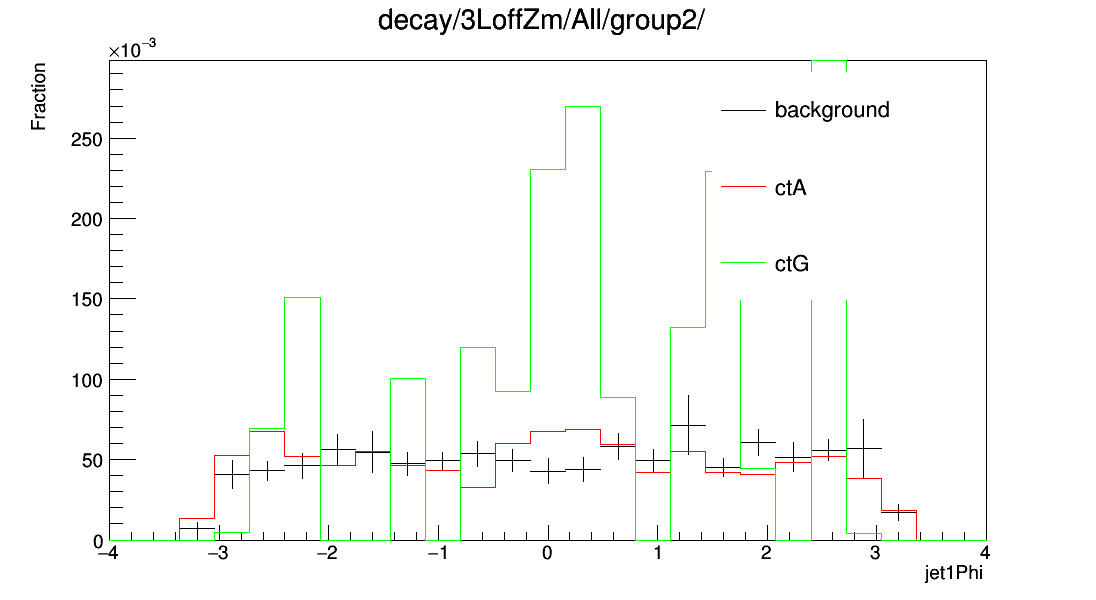 decay/3LoffZm/All/group2/
×10−3
Fraction
background
ctA
ctG
250
200
150
100
50
0
−4 −3 −2 −1 0 1 2 3 4
jet1Phi